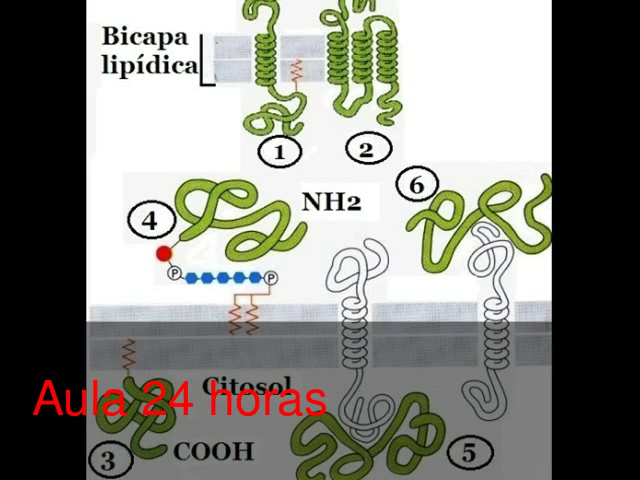 Bicapa
lipídica
1
2
6
NH2
4
P
P
Citosol
Aula 24 horas
COOH
3
5